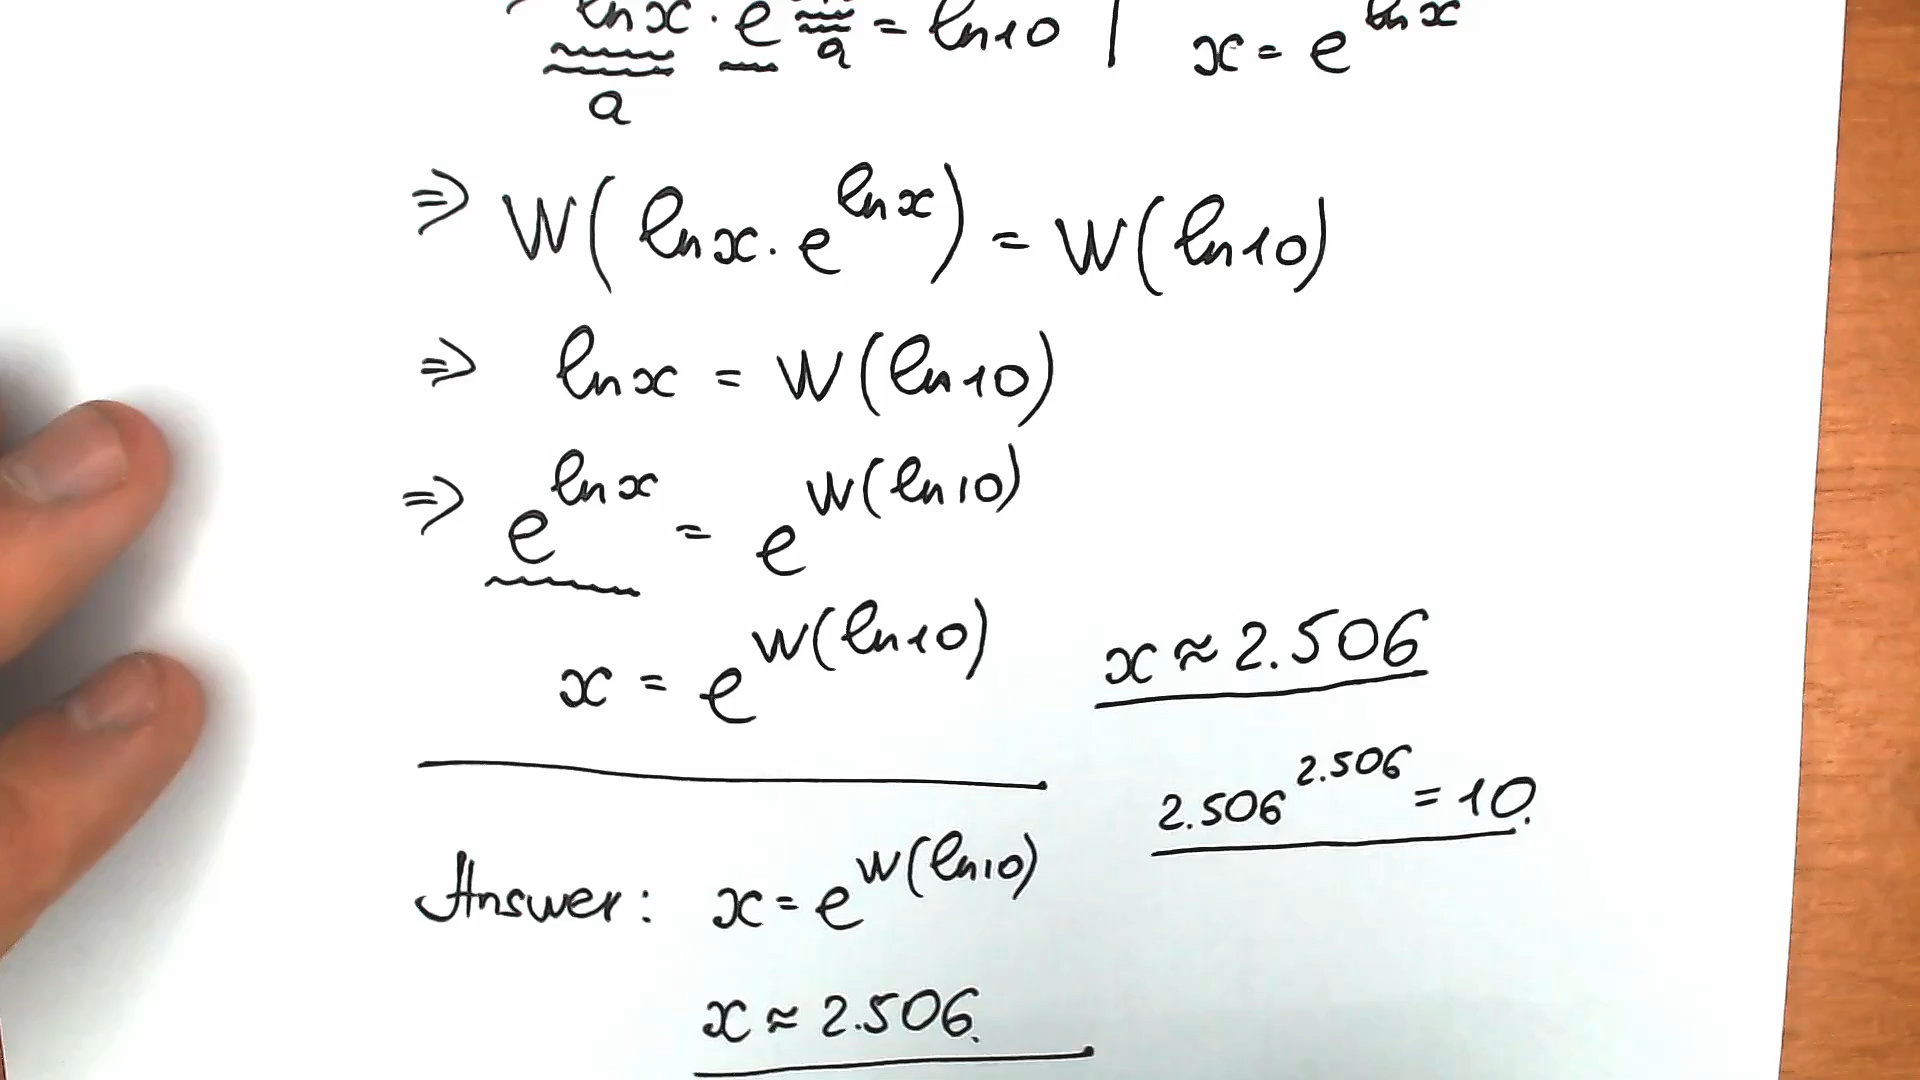 ln x · e = ln 10 | x = e^(ln x)
a
a
⇒ W(ln x · e^(ln x)) = W(ln 10)
⇒ ln x = W(ln 10)
⇒ e^(ln x) = e^(W(ln 10))
x = e^(W(ln 10))
x ≈ 2.506
2.506^(2.506) = 10.
Answer: x = e^(W(ln 10))
x ≈ 2.506.